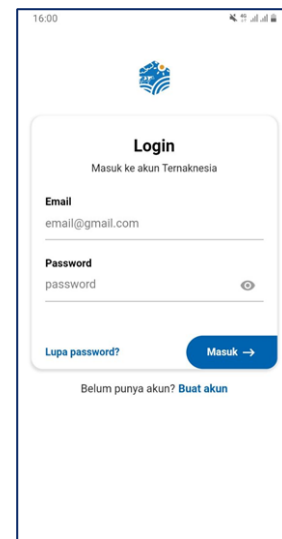 16:00
Login
Masuk ke akun Ternaknesia
Email
email@gmail.com
Password
password
Lupa password?
Masuk →
Belum punya akun? Buat akun